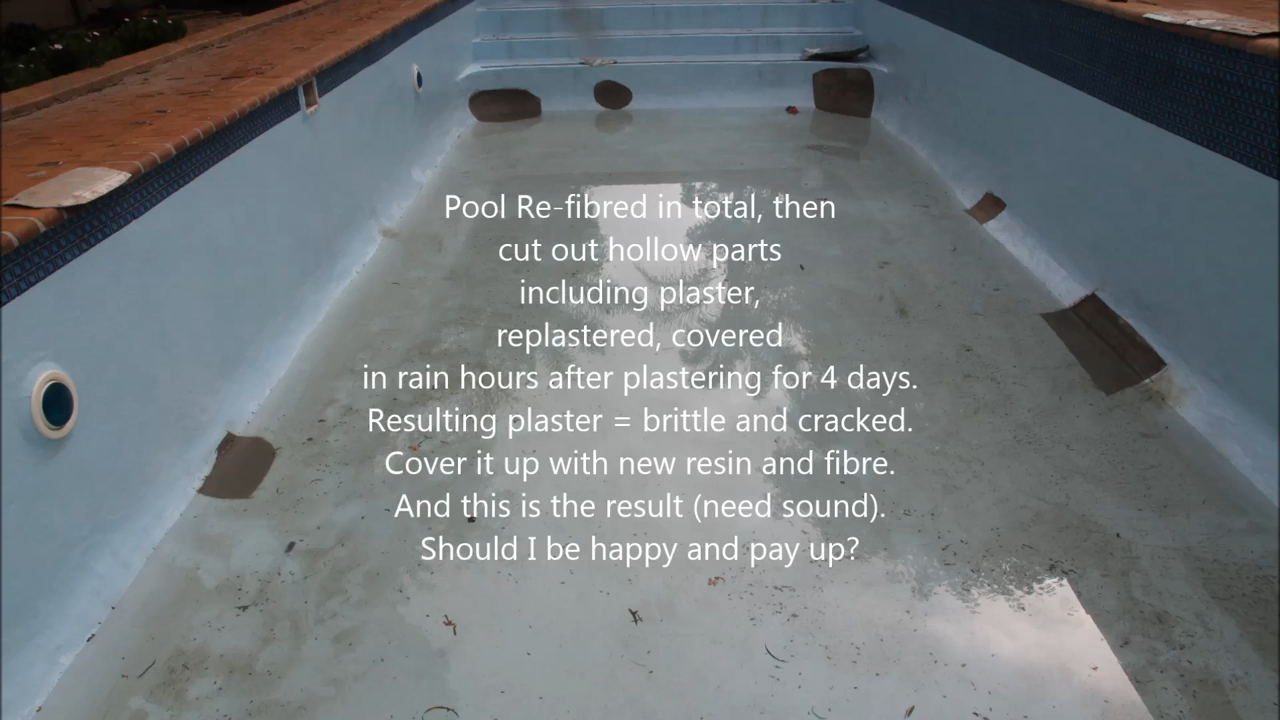 Pool Re-fibred in total, then
cut out hollow parts
including plaster,
replastered, covered
in rain hours after plastering for 4 days.
Resulting plaster = brittle and cracked.
Cover it up with new resin and fibre.
And this is the result (need sound).
Should I be happy and pay up?